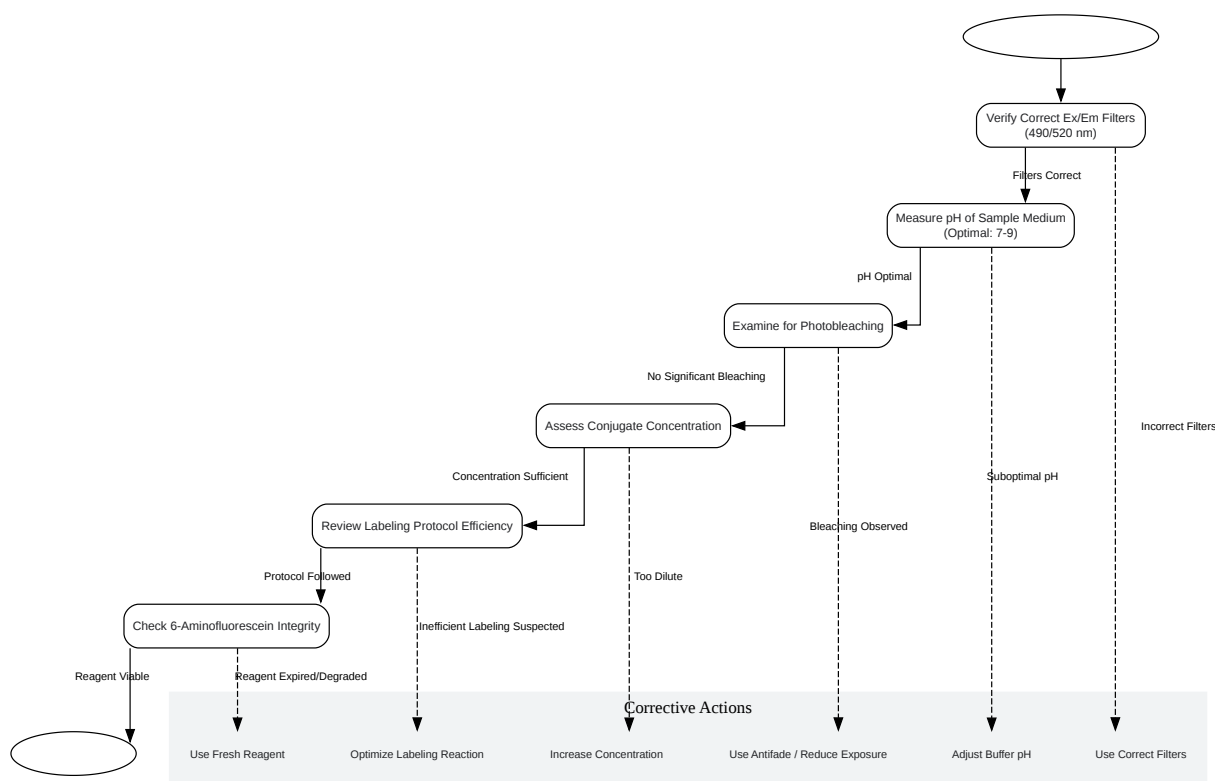 Verify Correct Ex/Em Filters
(490/520 nm)
Filters Correct
Measure pH of Sample Medium
(Optimal: 7-9)
pH Optimal
Examine for Photobleaching
No Significant Bleaching
Assess Conjugate Concentration
Incorrect Filters
Concentration Sufficient
Suboptimal pH
Review Labeling Protocol Efficiency
Bleaching Observed
Protocol Followed
Too Dilute
Check 6-Aminofluorescein Integrity
Inefficient Labeling Suspected
Reagent Viable
Reagent Expired/Degraded
Corrective Actions
Use Fresh Reagent
Optimize Labeling Reaction
Increase Concentration
Use Antifade / Reduce Exposure
Adjust Buffer pH
Use Correct Filters